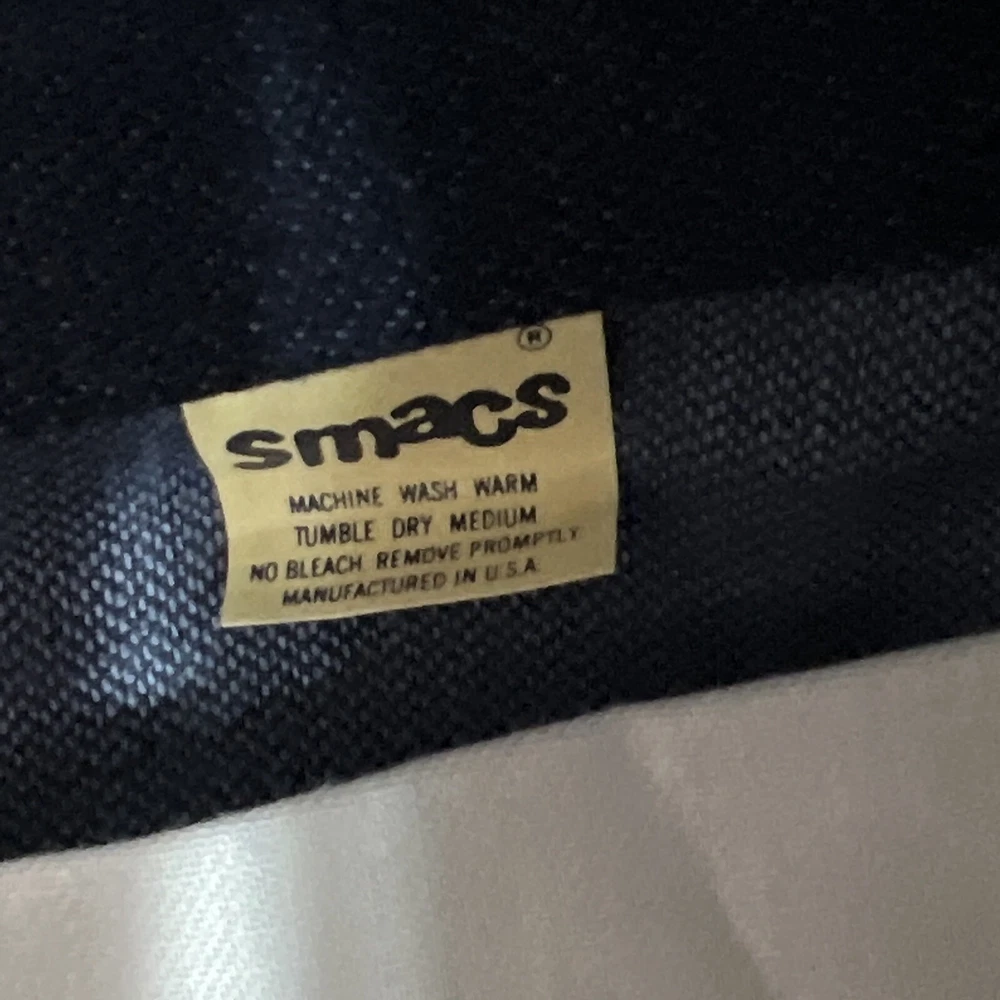 ®
smacs
MACHINE WASH WARM
TUMBLE DRY MEDIUM
NO BLEACH REMOVE PROMPTLY
MANUFACTURED IN U.S.A.